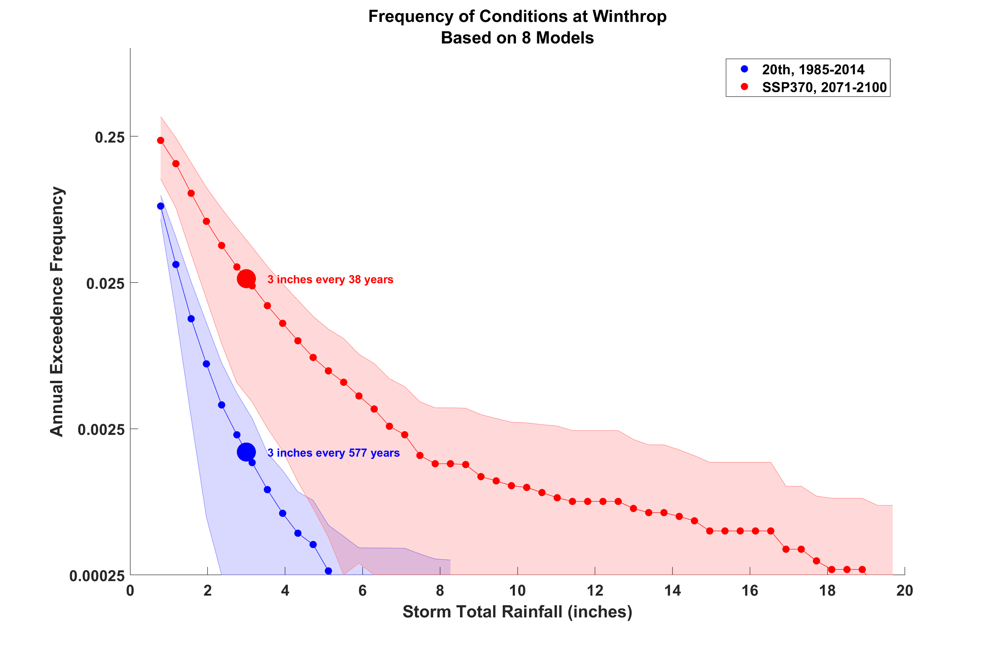 Frequency of Conditions at Winthrop
Based on 8 Models
20th, 1985-2014
SSP370, 2071-2100
Annual Exceedence Frequency
0.25
0.025
0.0025
0.00025
3 inches every 38 years
3 inches every 577 years
0 2 4 6 8 10 12 14 16 18 20
Storm Total Rainfall (inches)